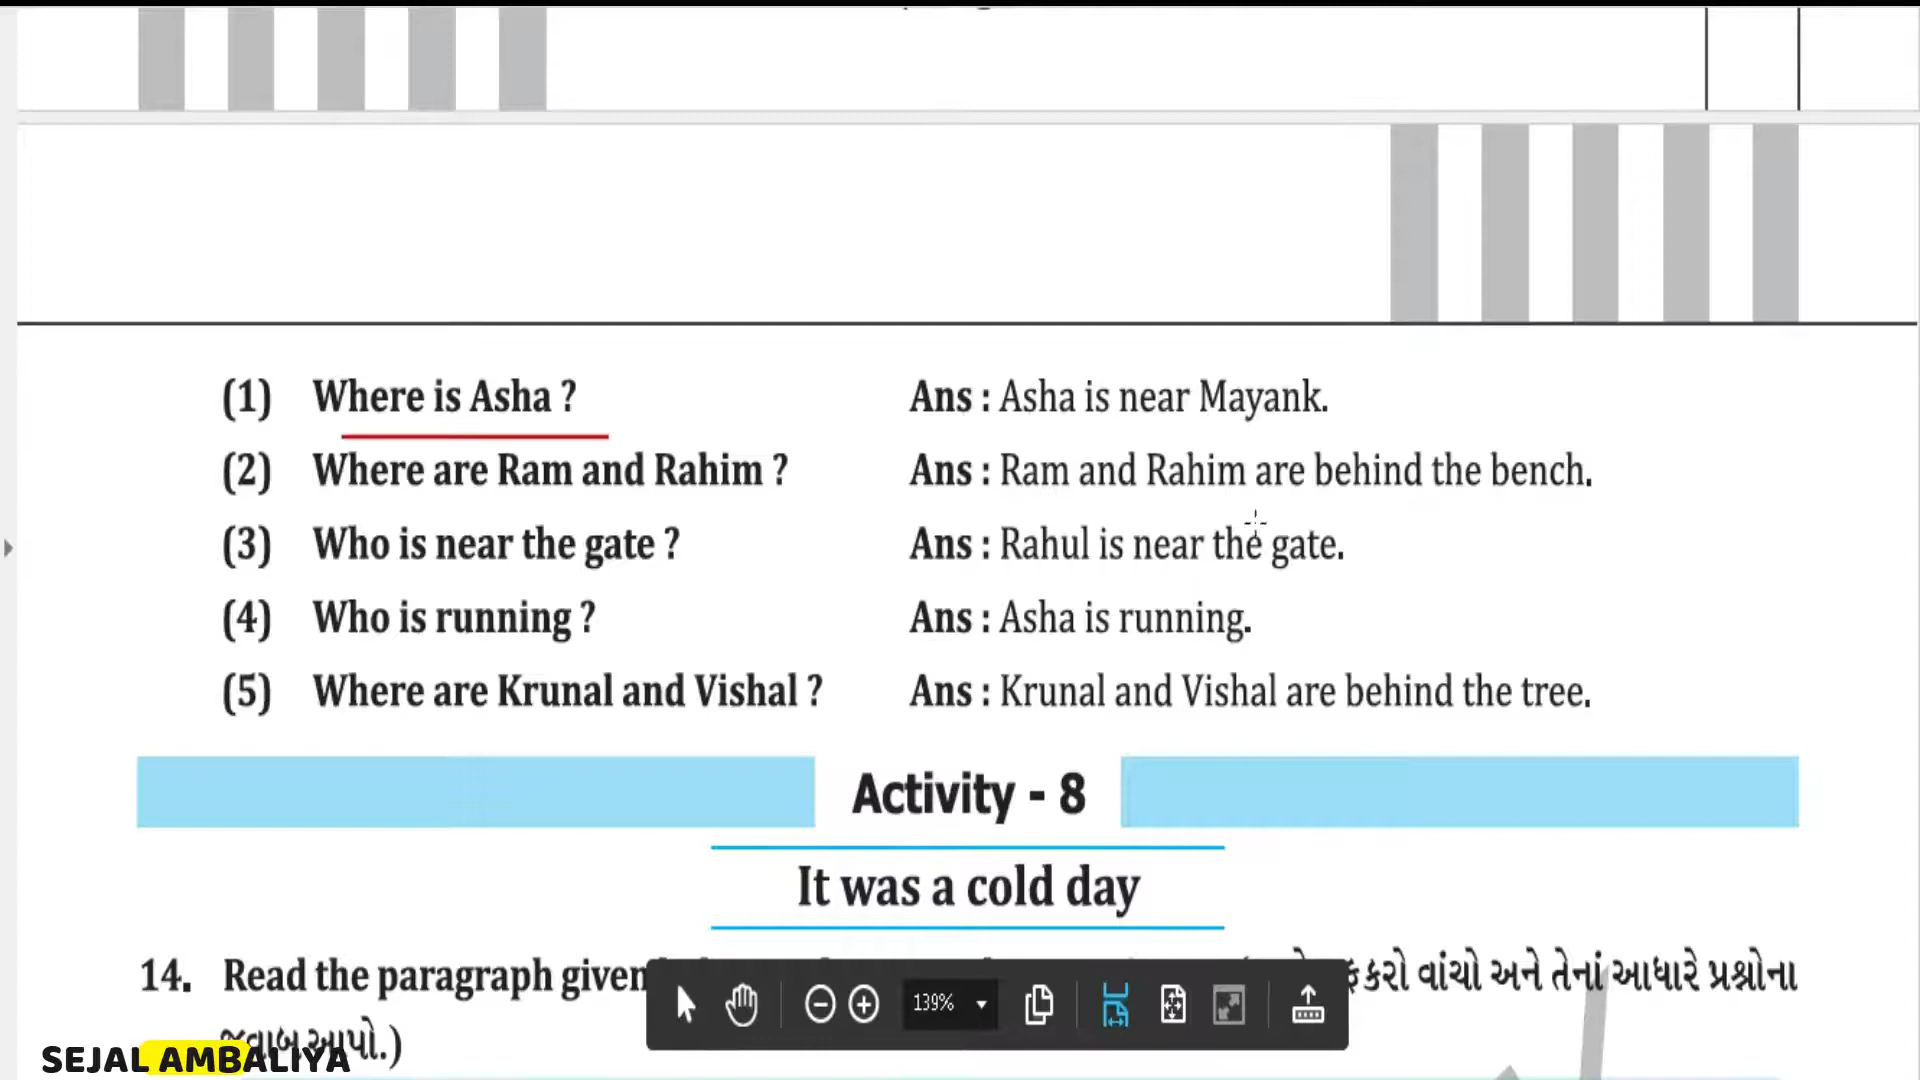 (1) Where is Asha ? Ans : Asha is near Mayank.
(2) Where are Ram and Rahim ? Ans : Ram and Rahim are behind the bench.
(3) Who is near the gate ? Ans : Rahul is near the gate.
(4) Who is running ? Ans : Asha is running.
(5) Where are Krunal and Vishal ? Ans : Krunal and Vishal are behind the tree.
Activity - 8
It was a cold day
14. Read the paragraph given ફકરો વાંચો અને તેનાં આધારે પ્રશ્નોના
જવાબ આપો.)
139%
SEJAL AMBALIYA